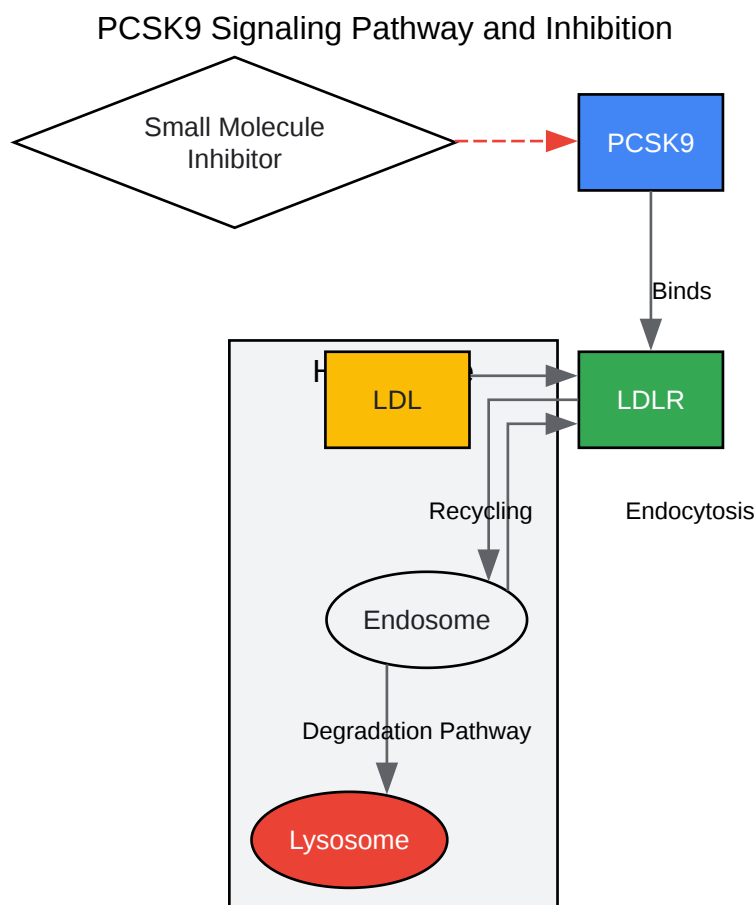 PCSK9 Signaling Pathway and Inhibition
Small Molecule
Inhibitor
PCSK9
Binds
LDL
LDLR
Recycling
Endocytosis
Endosome
Degradation Pathway
Lysosome